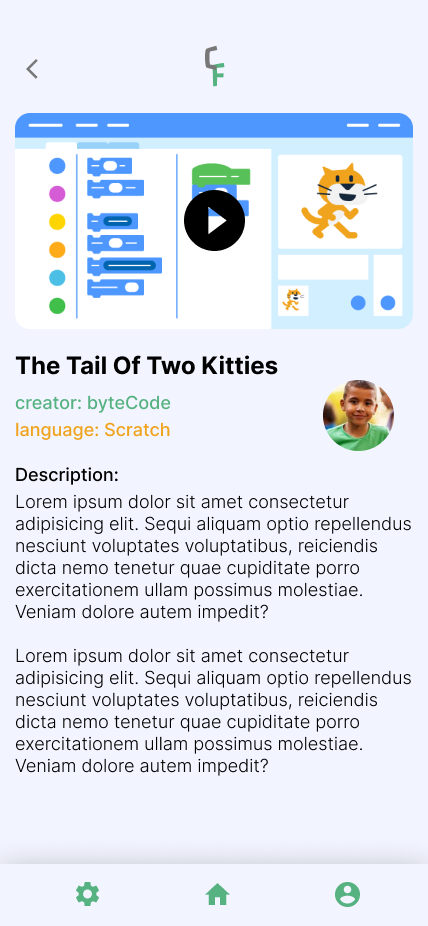 CF
The Tail Of Two Kitties
creator: byteCode
language: Scratch
Description:
Lorem ipsum dolor sit amet consectetur
adipisicing elit. Sequi aliquam optio repellendus
nesciunt voluptates voluptatibus, reiciendis
dicta nemo tenetur quae cupiditate porro
exercitationem ullam possimus molestiae.
Veniam dolore autem impedit?
Lorem ipsum dolor sit amet consectetur
adipisicing elit. Sequi aliquam optio repellendus
nesciunt voluptates voluptatibus, reiciendis
dicta nemo tenetur quae cupiditate porro
exercitationem ullam possimus molestiae.
Veniam dolore autem impedit?